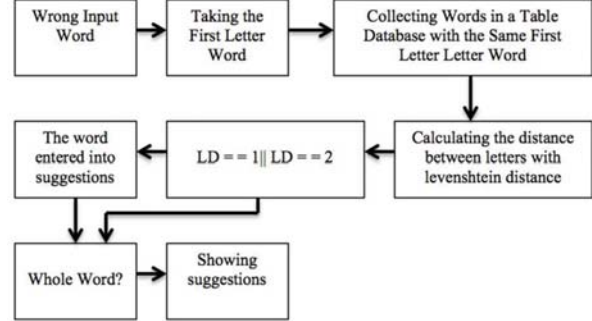 Wrong Input
Word
Taking the
First Letter
Word
Collecting Words in a Table
Database with the Same First
Letter Letter Word
The word
entered into
suggestions
LD = = 1|| LD = = 2
Calculating the distance
between letters with
levenshtein distance
Whole Word?
Showing
suggestions